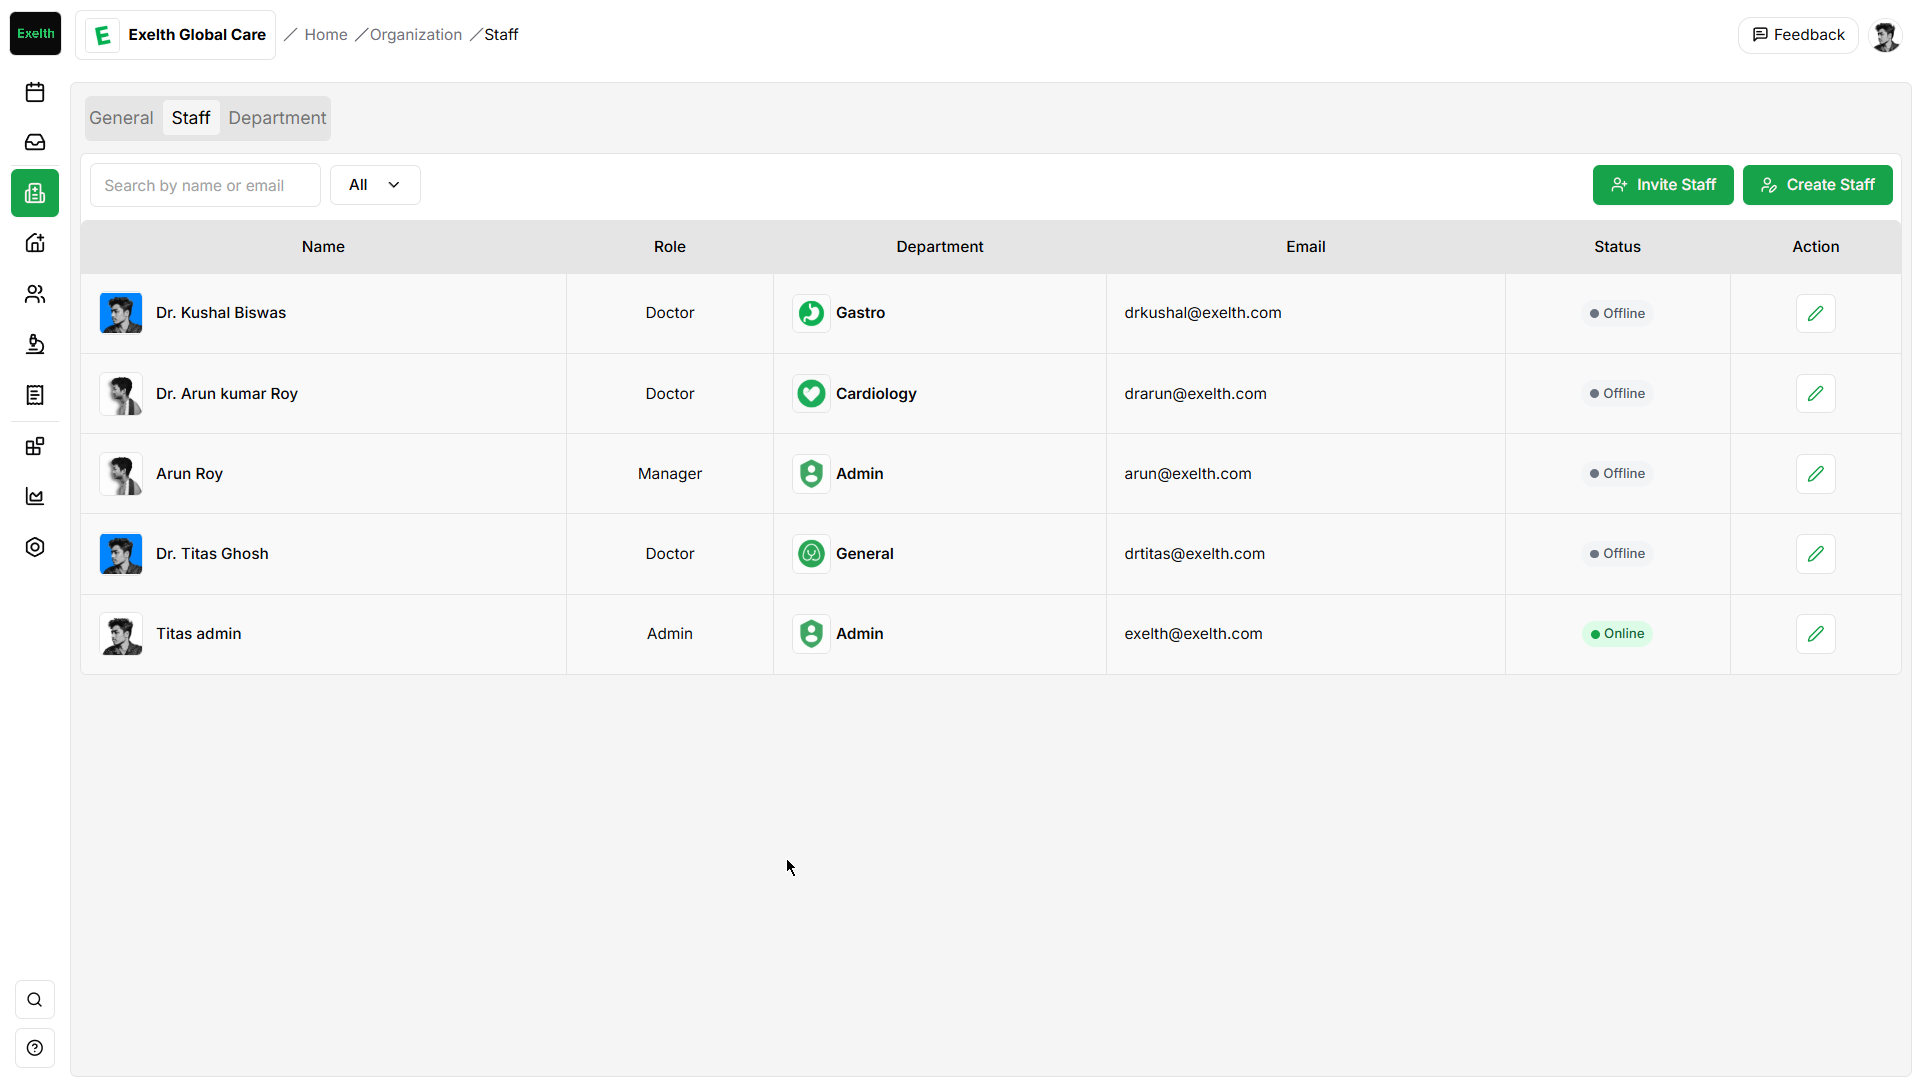 Exelth
E Exelth Global Care / Home / Organization / Staff
Feedback
General Staff Department
Search by name or email
All
Invite Staff
Create Staff
Name Role Department Email Status Action
Dr. Kushal Biswas Doctor Gastro drkushal@exelth.com Offline
Dr. Arun kumar Roy Doctor Cardiology drarun@exelth.com Offline
Arun Roy Manager Admin arun@exelth.com Offline
Dr. Titas Ghosh Doctor General drtitas@exelth.com Offline
Titas admin Admin Admin exelth@exelth.com Online